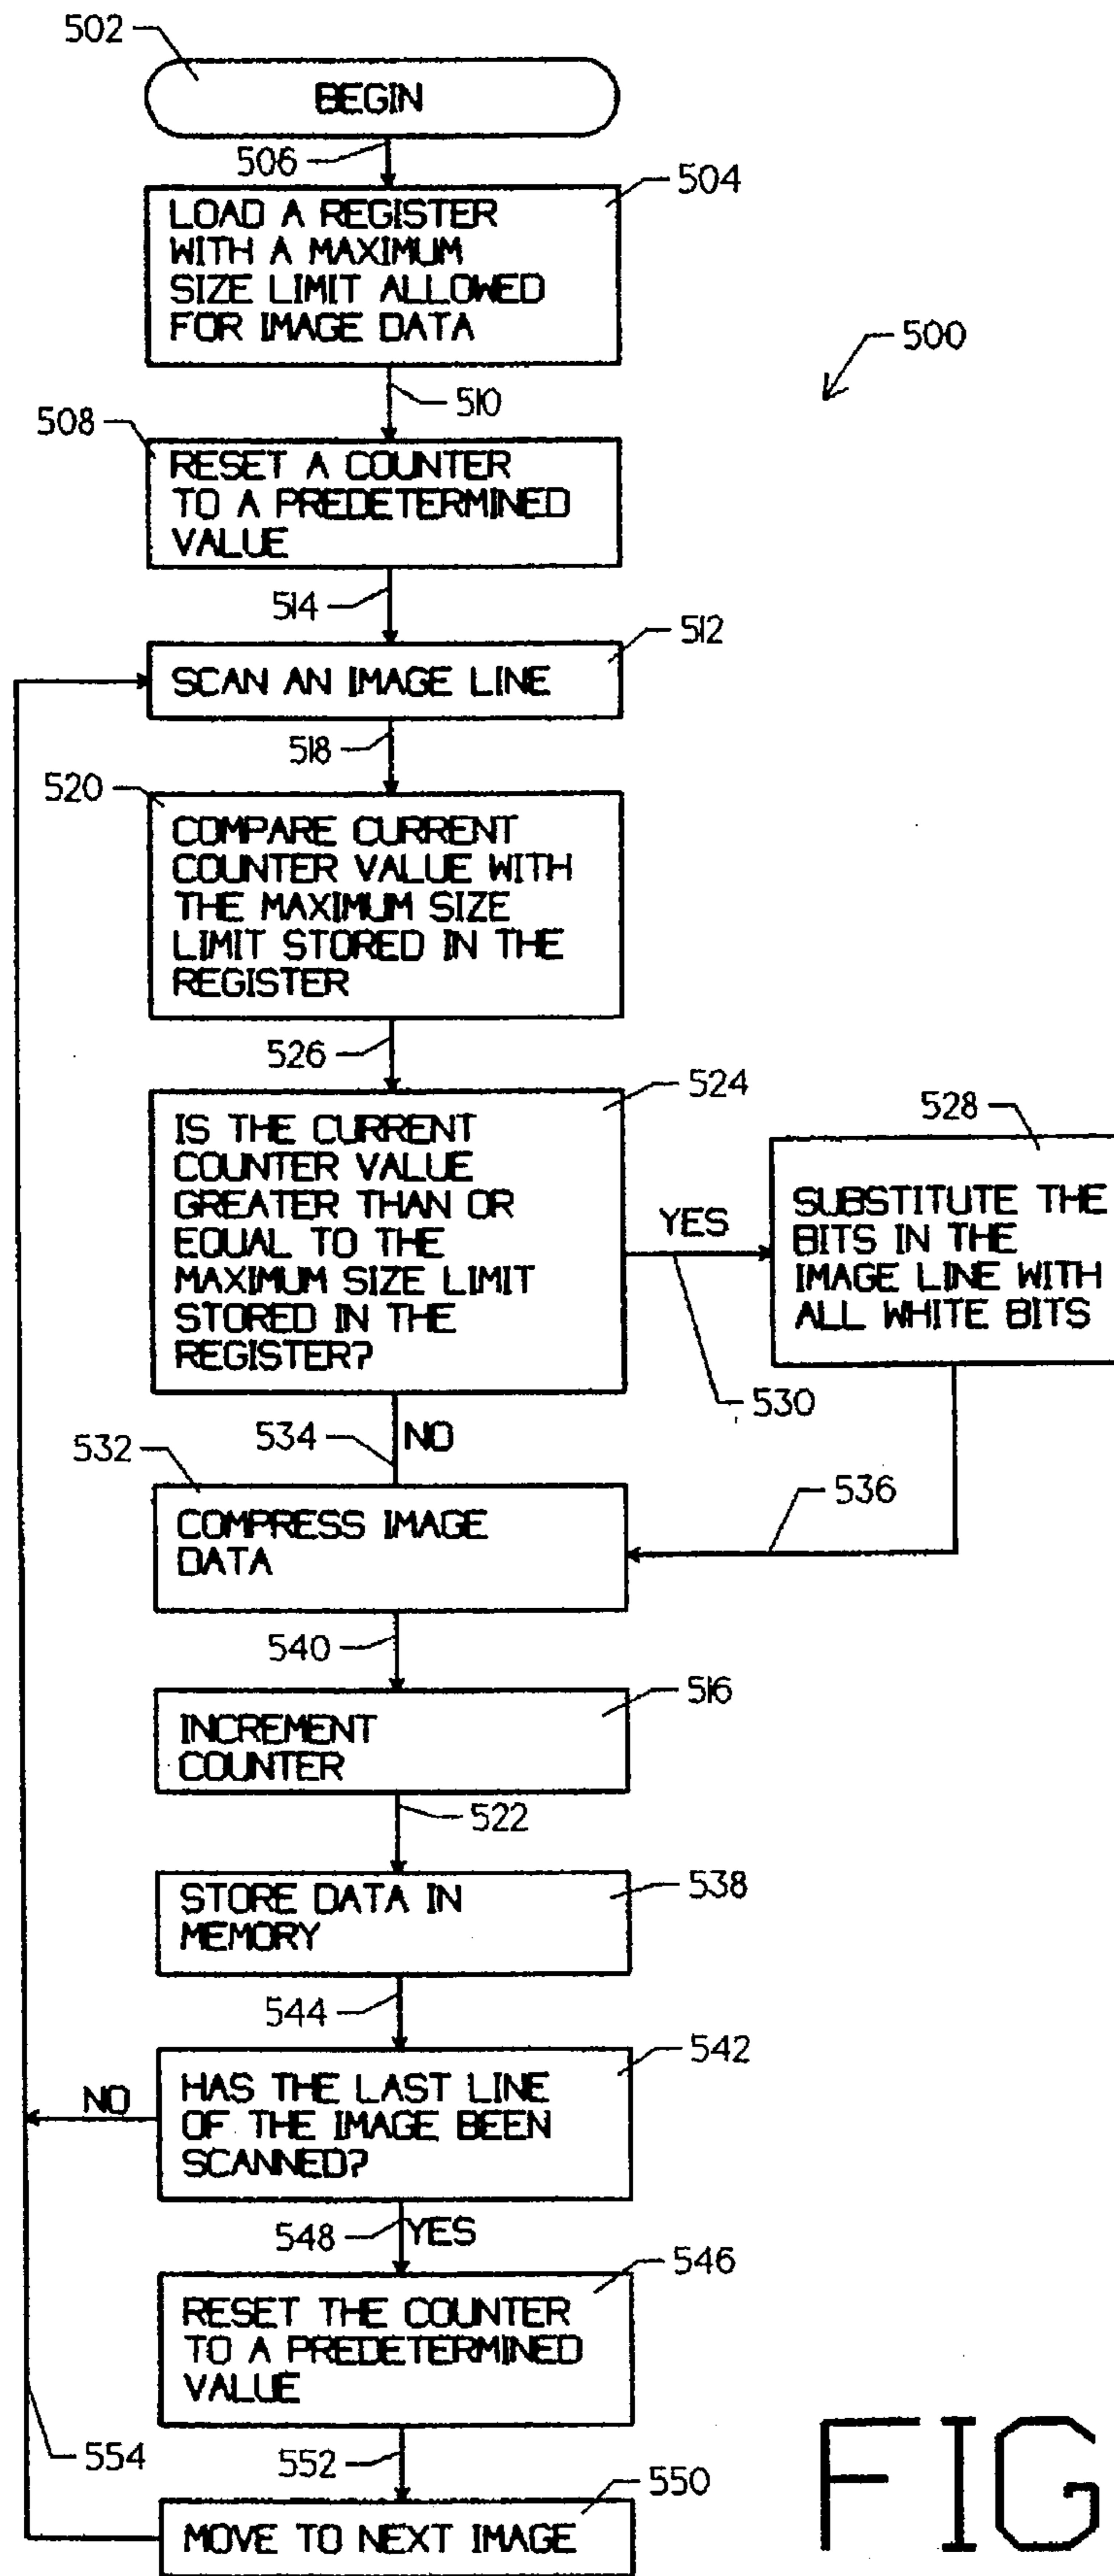 502
BEGIN
506
504
LOAD A REGISTER
WITH A MAXIMUM
SIZE LIMIT ALLOWED
FOR IMAGE DATA
500
510
508
RESET A COUNTER
TO A PREDETERMINED
VALUE
514
512
SCAN AN IMAGE LINE
518
520
COMPARE CURRENT
COUNTER VALUE WITH
THE MAXIMUM SIZE
LIMIT STORED IN THE
REGISTER
526
524
IS THE CURRENT
COUNTER VALUE
GREATER THAN OR
EQUAL TO THE
MAXIMUM SIZE LIMIT
STORED IN THE
REGISTER?
YES
530
528
SUBSTITUTE THE
BITS IN THE
IMAGE LINE WITH
ALL WHITE BITS
534
NO
532
536
COMPRESS IMAGE
DATA
540
516
INCREMENT
COUNTER
522
538
STORE DATA IN
MEMORY
544
542
NO
HAS THE LAST LINE
OF THE IMAGE BEEN
SCANNED?
548
YES
546
RESET THE COUNTER
TO A PREDETERMINED
VALUE
554
552
550
MOVE TO NEXT IMAGE
FIG